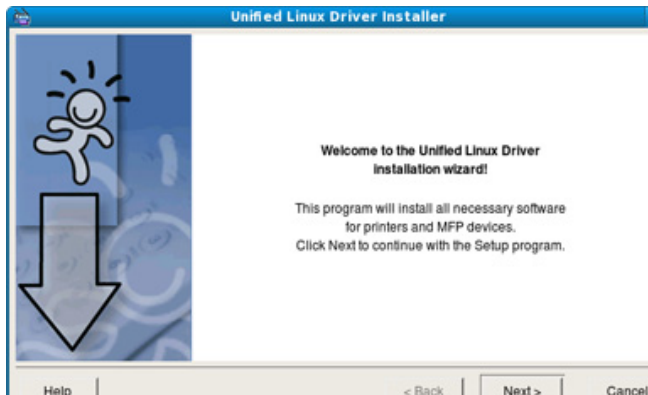 Unified Linux Driver Installer
Welcome to the Unified Linux Driver
installation wizard!
This program will install all necessary software
for printers and MFP devices.
Click Next to continue with the Setup program.
Help
< Back
Next >
Cancel